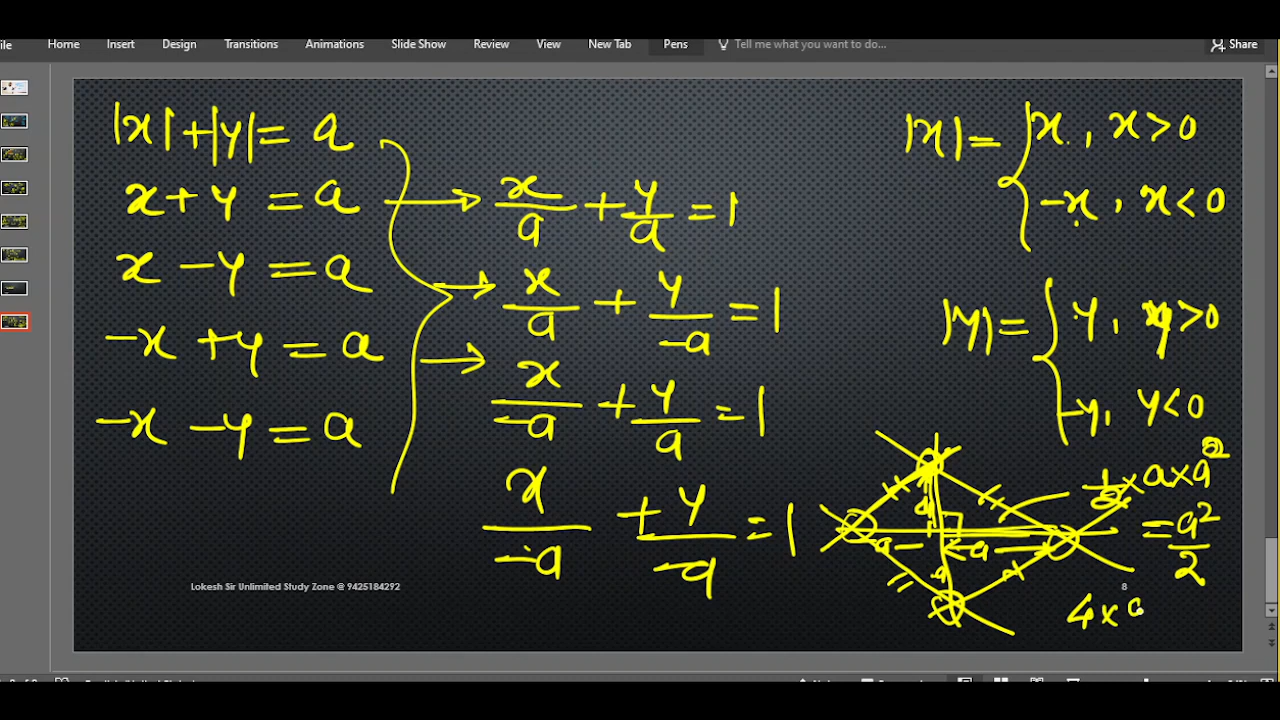 File Home Insert Design Transitions Animations Slide Show Review View New Tab Pens Tell me what you want to do... Share
|x| + |y| = a
x + y = a
x - y = a
-x + y = a
-x - y = a
→ x/a + y/a = 1
→ x/a + y/-a = 1
→ x/-a + y/a = 1
x/-a + y/-a = 1
|x| = { x, x > 0
-x, x < 0
|y| = { y, y > 0
-y, y < 0
a
a
a
a
1/2 × a × a
= a²/2
4 ×
Lokesh Sir Unlimited Study Zone @ 9425184292
8